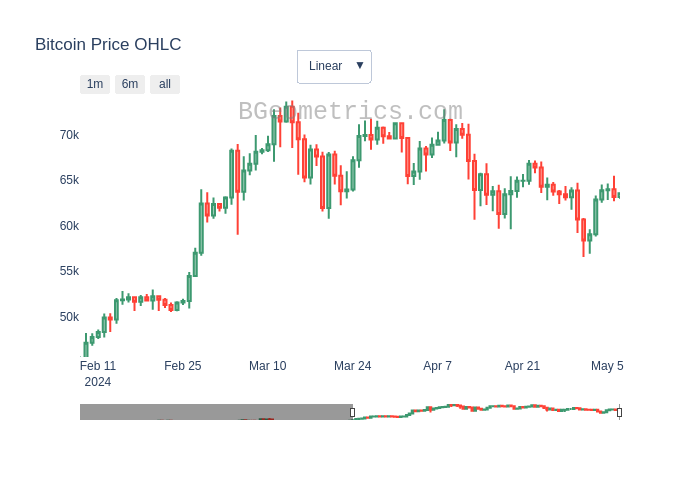 Bitcoin Price OHLC
Linear ▼
1m 6m all
BGeometrics.com
70k
65k
60k
55k
50k
Feb 11 Feb 25 Mar 10 Mar 24 Apr 7 Apr 21 May 5
2024